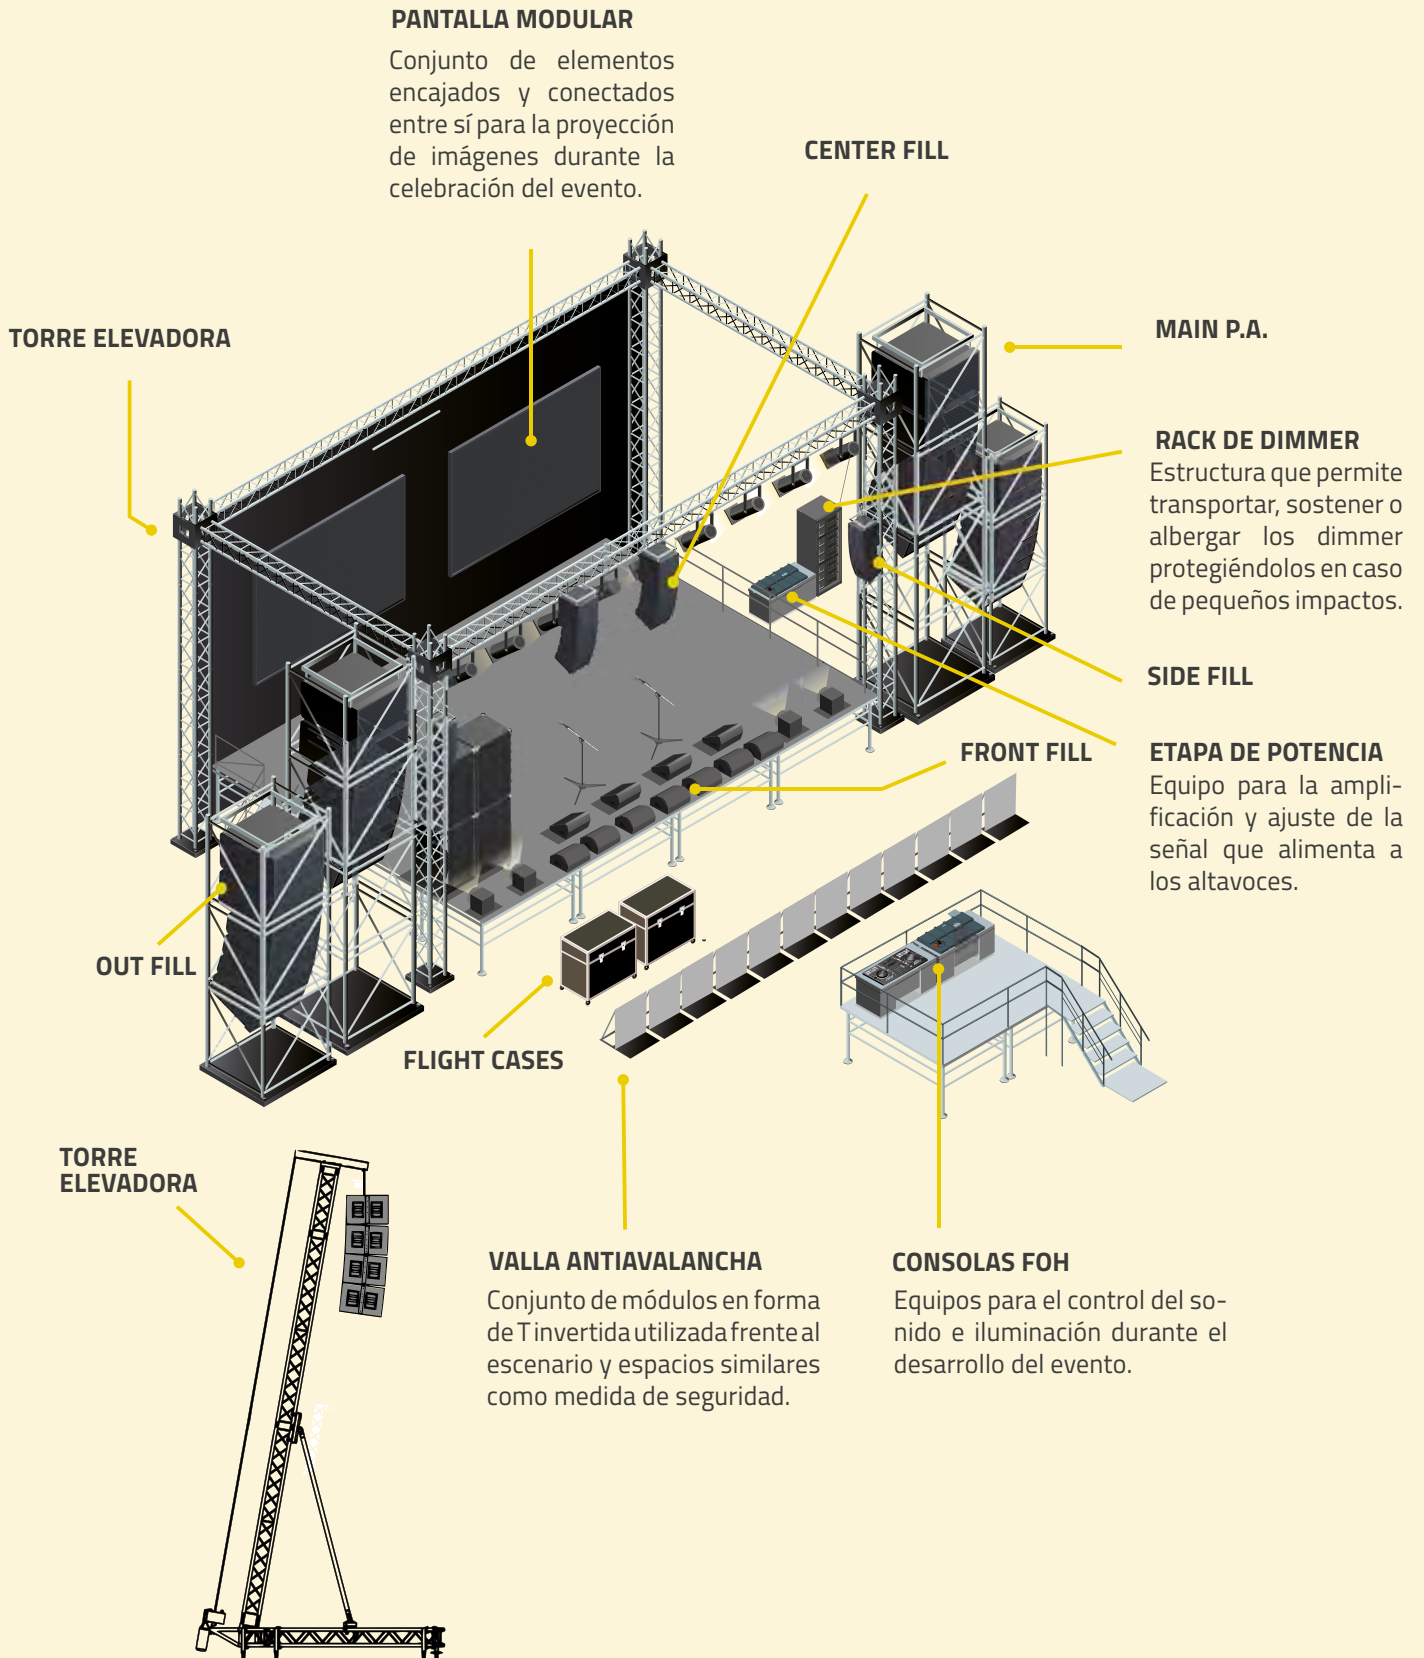 PANTALLA MODULAR
Conjunto de elementos
encajados y conectados
entre sí para la proyección
de imágenes durante la
celebración del evento.
CENTER FILL
TORRE ELEVADORA
MAIN P.A.
RACK DE DIMMER
Estructura que permite
transportar, sostener o
albergar los dimmer
protegiéndolos en caso
de pequeños impactos.
SIDE FILL
FRONT FILL
ETAPA DE POTENCIA
Equipo para la ampli-
ficación y ajuste de la
señal que alimenta a
los altavoces.
OUT FILL
FLIGHT CASES
TORRE
ELEVADORA
VALLA ANTIAVALANCHA
Conjunto de módulos en forma
de T invertida utilizada frente al
escenario y espacios similares
como medida de seguridad.
CONSOLAS FOH
Equipos para el control del so-
nido e iluminación durante el
desarrollo del evento.